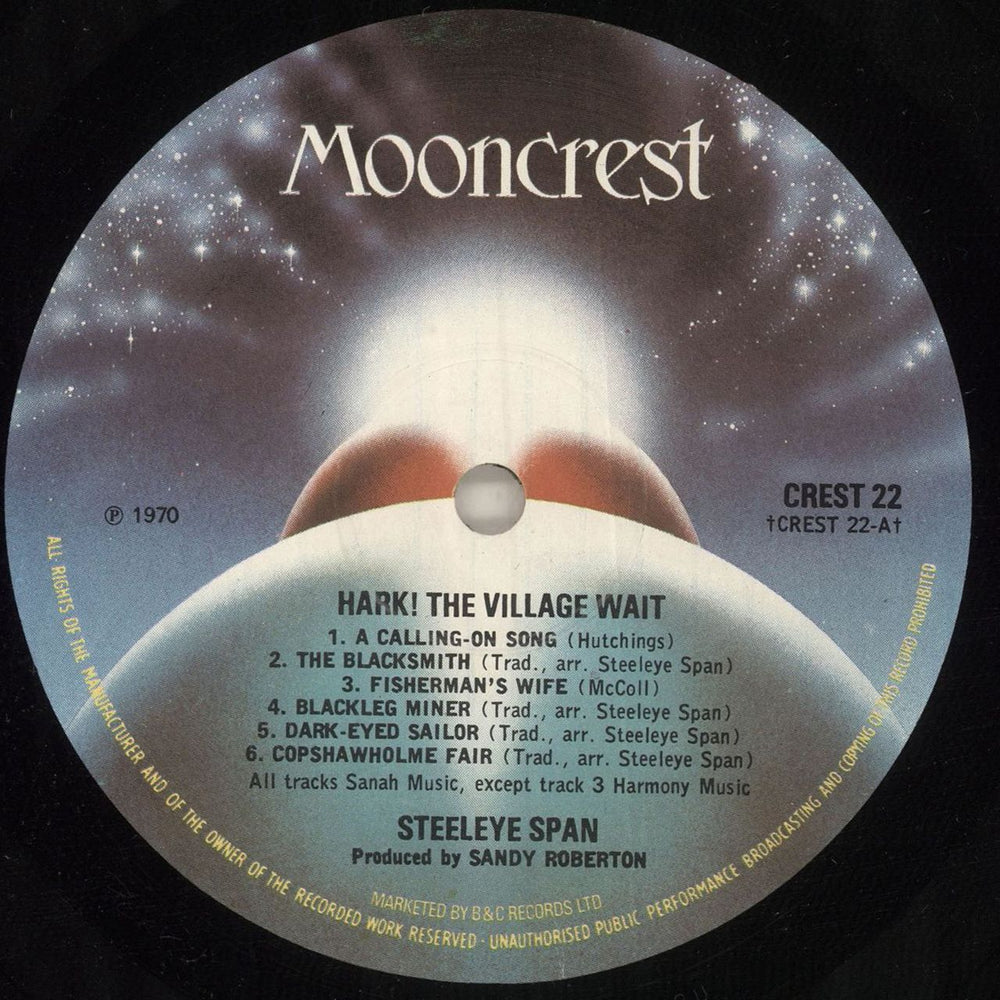 Mooncrest
℗ 1970
CREST 22
†CREST 22-A†
HARK! THE VILLAGE WAIT
1. A CALLING-ON SONG (Hutchings)
2. THE BLACKSMITH (Trad., arr. Steeleye Span)
3. FISHERMAN'S WIFE (McColl)
4. BLACKLEG MINER (Trad., arr. Steeleye Span)
5. DARK-EYED SAILOR (Trad., arr. Steeleye Span)
6. COPSHAWHOLME FAIR (Trad., arr. Steeleye Span)
All tracks Sanah Music, except track 3 Harmony Music
STEELEYE SPAN
Produced by SANDY ROBERTON
MARKETED BY B & C RECORDS LTD
ALL RIGHTS OF THE MANUFACTURER AND OF THE OWNER OF THE RECORDED WORK RESERVED - UNAUTHORISED PUBLIC PERFORMANCE BROADCASTING AND COPYING OF THIS RECORD PROHIBITED